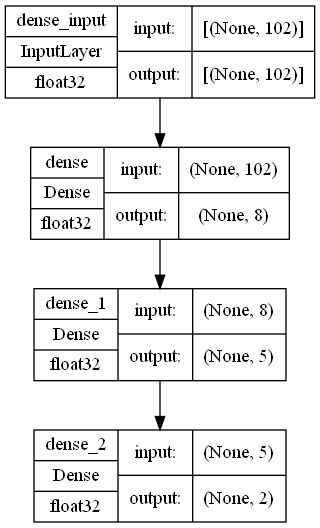 dense_input
InputLayer
float32
input:
[(None, 102)]
output:
[(None, 102)]
dense
Dense
float32
input:
(None, 102)
output:
(None, 8)
dense_1
Dense
float32
input:
(None, 8)
output:
(None, 5)
dense_2
Dense
float32
input:
(None, 5)
output:
(None, 2)